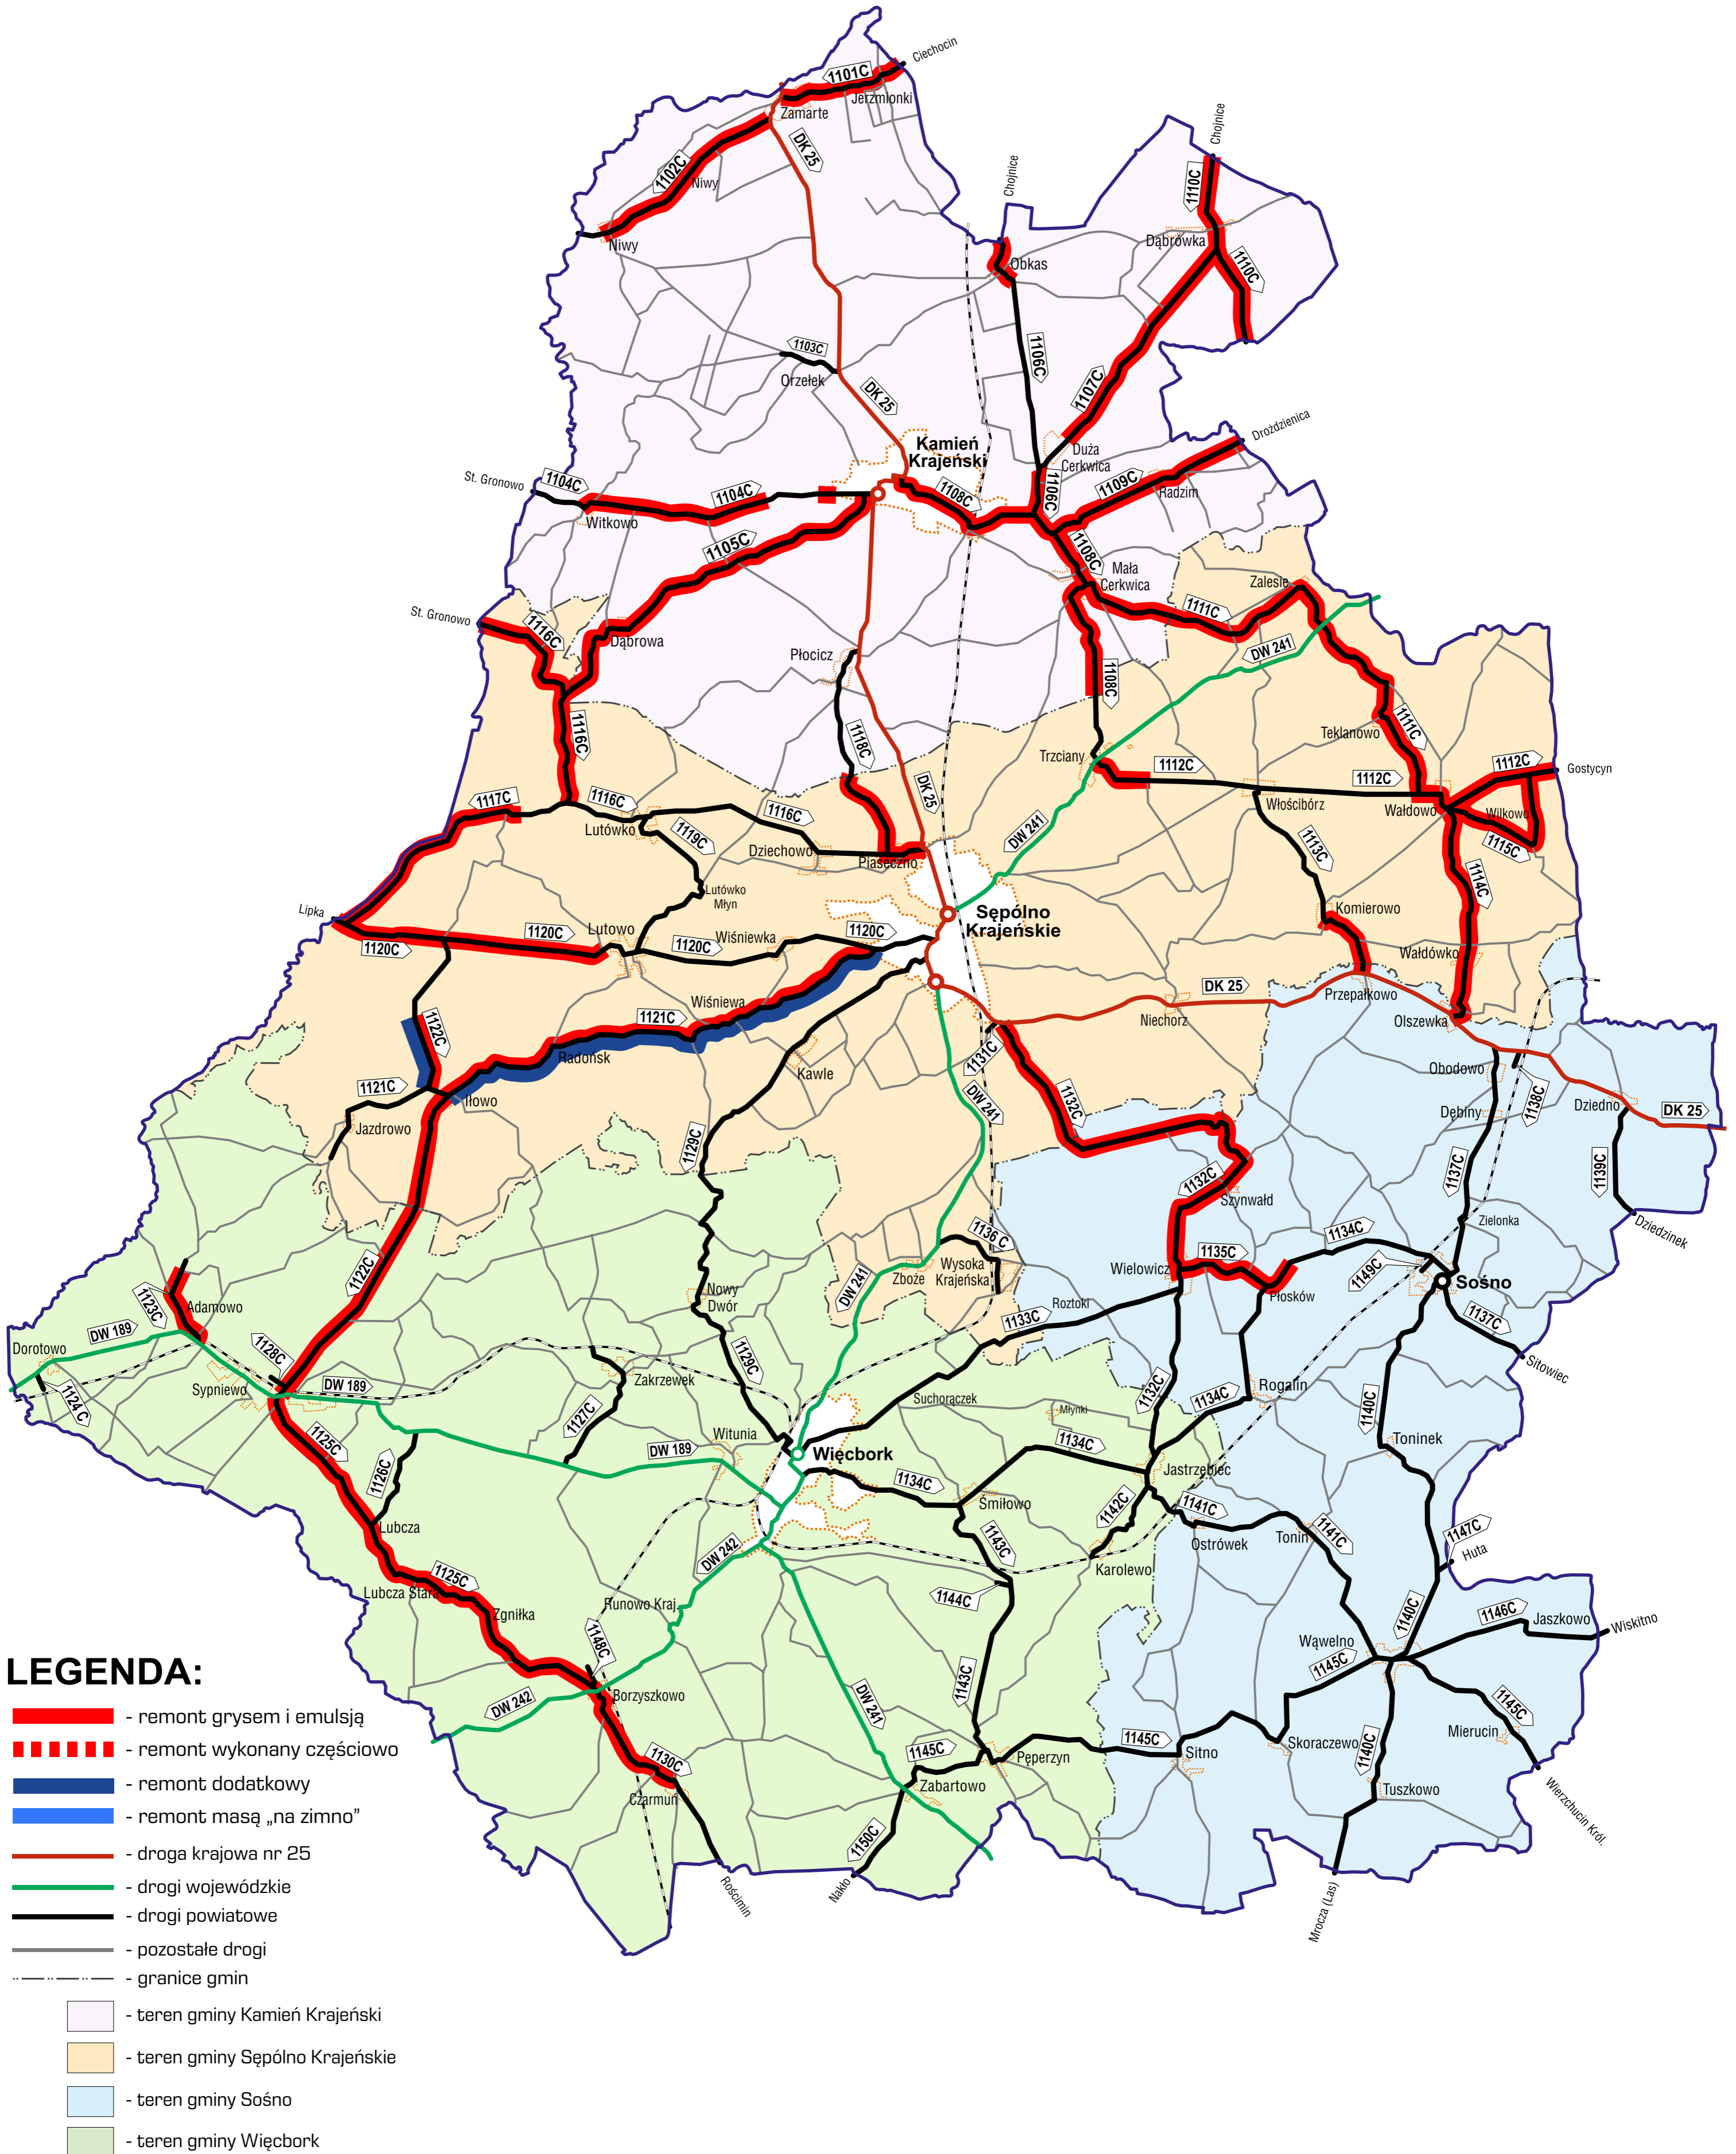 Ciechocin
1101C
Jerzmionki
Zamarte
DK 25
Chojnice
Chojnice
1102C
Niwy
1110C
Niwy
Dąbrówka
Obkas
1110C
1103C
Orzełek
1106C
DK 25
1107C
Drożdzienica
Kamień
Krajeński
Duża
Cerkwica
St. Gronowo
1104C
1104C
1108C
1106C
1109C
Radzim
Witkowo
1105C
1108C
Mała
Cerkwica
Zalesie
St. Gronowo
1116C
Dąbrowa
1111C
Płocicz
DW 241
1108C
1116C
1118C
Teklanowo
1111C
Trzciany
1112C
1112C
1112C
Gostycyn
DK 25
1117C
1116C
1116C
Włościbórz
Wałdowo
Wilkowo
Lutówko
1119C
DW 241
Dziechowo
Piaseczno
1113C
1115C
Lutówko
Młyn
1114C
Lipka
Sępólno
Krajeńskie
Komierowo
1120C
1120C
Lutowo
1120C
Wiśniewka
1120C
Wałdówko
DK 25
Przepałkowo
Wiśniewa
1121C
Niechorz
Olszewka
1122C
Radońsk
1131C
Kawle
Obodowo
1121C
Iłowo
1132C
DW 241
1138C
Dziedno
DK 25
Jazdrowo
Dębiny
1129C
1137C
1139C
1132C
Szynwałd
Zielonka
Dziedzinek
1136 C
1134C
1122C
Zboże
Wysoka
Krajeńska
1135C
Wielowicz
1149C
Sośno
1123C
Adamowo
Nowy
Dwór
DW 241
Płosków
Roztoki
1133C
1137C
DW 189
Dorotowo
1128C
1129C
Sitowiec
Sypniewo
DW 189
Zakrzewek
1124 C
Suchorączek
1132C
1134C
Rogalin
1140C
1127C
Młynki
1125C
Witunia
DW 189
Więcbork
1134C
Toninek
1126C
1134C
Jastrzębiec
Śmiłowo
1142C
1141C
Lubcza
Ostrówek
Tonin
1141C
1147C
Huta
DW 242
1143C
Karolewo
1125C
Lubcza Stara
1144C
Zgniłka
Runowo Kraj.
1140C
1146C
Jaszkowo
Wiskitno
1148C
Wąwelno
1145C
LEGENDA:
1143C
Borzyszkowo
DW 242
DW 241
1145C
- remont grysem i emulsją
Mierucin
- remont wykonany częściowo
1130C
1145C
Pęperzyn
1145C
Sitno
Skoraczewo
1140C
- remont dodatkowy
Zabartowo
Tuszkowo
Czarmuń
Wierzchucin Król.
- remont masą „na zimno”
1150C
- droga krajowa nr 25
Rościmin
Nakło
- drogi wojewódzkie
Mrocza (Las)
- drogi powiatowe
- pozostałe drogi
- granice gmin
- teren gminy Kamień Krajeński
- teren gminy Sępólno Krajeńskie
- teren gminy Sośno
- teren gminy Więcbork